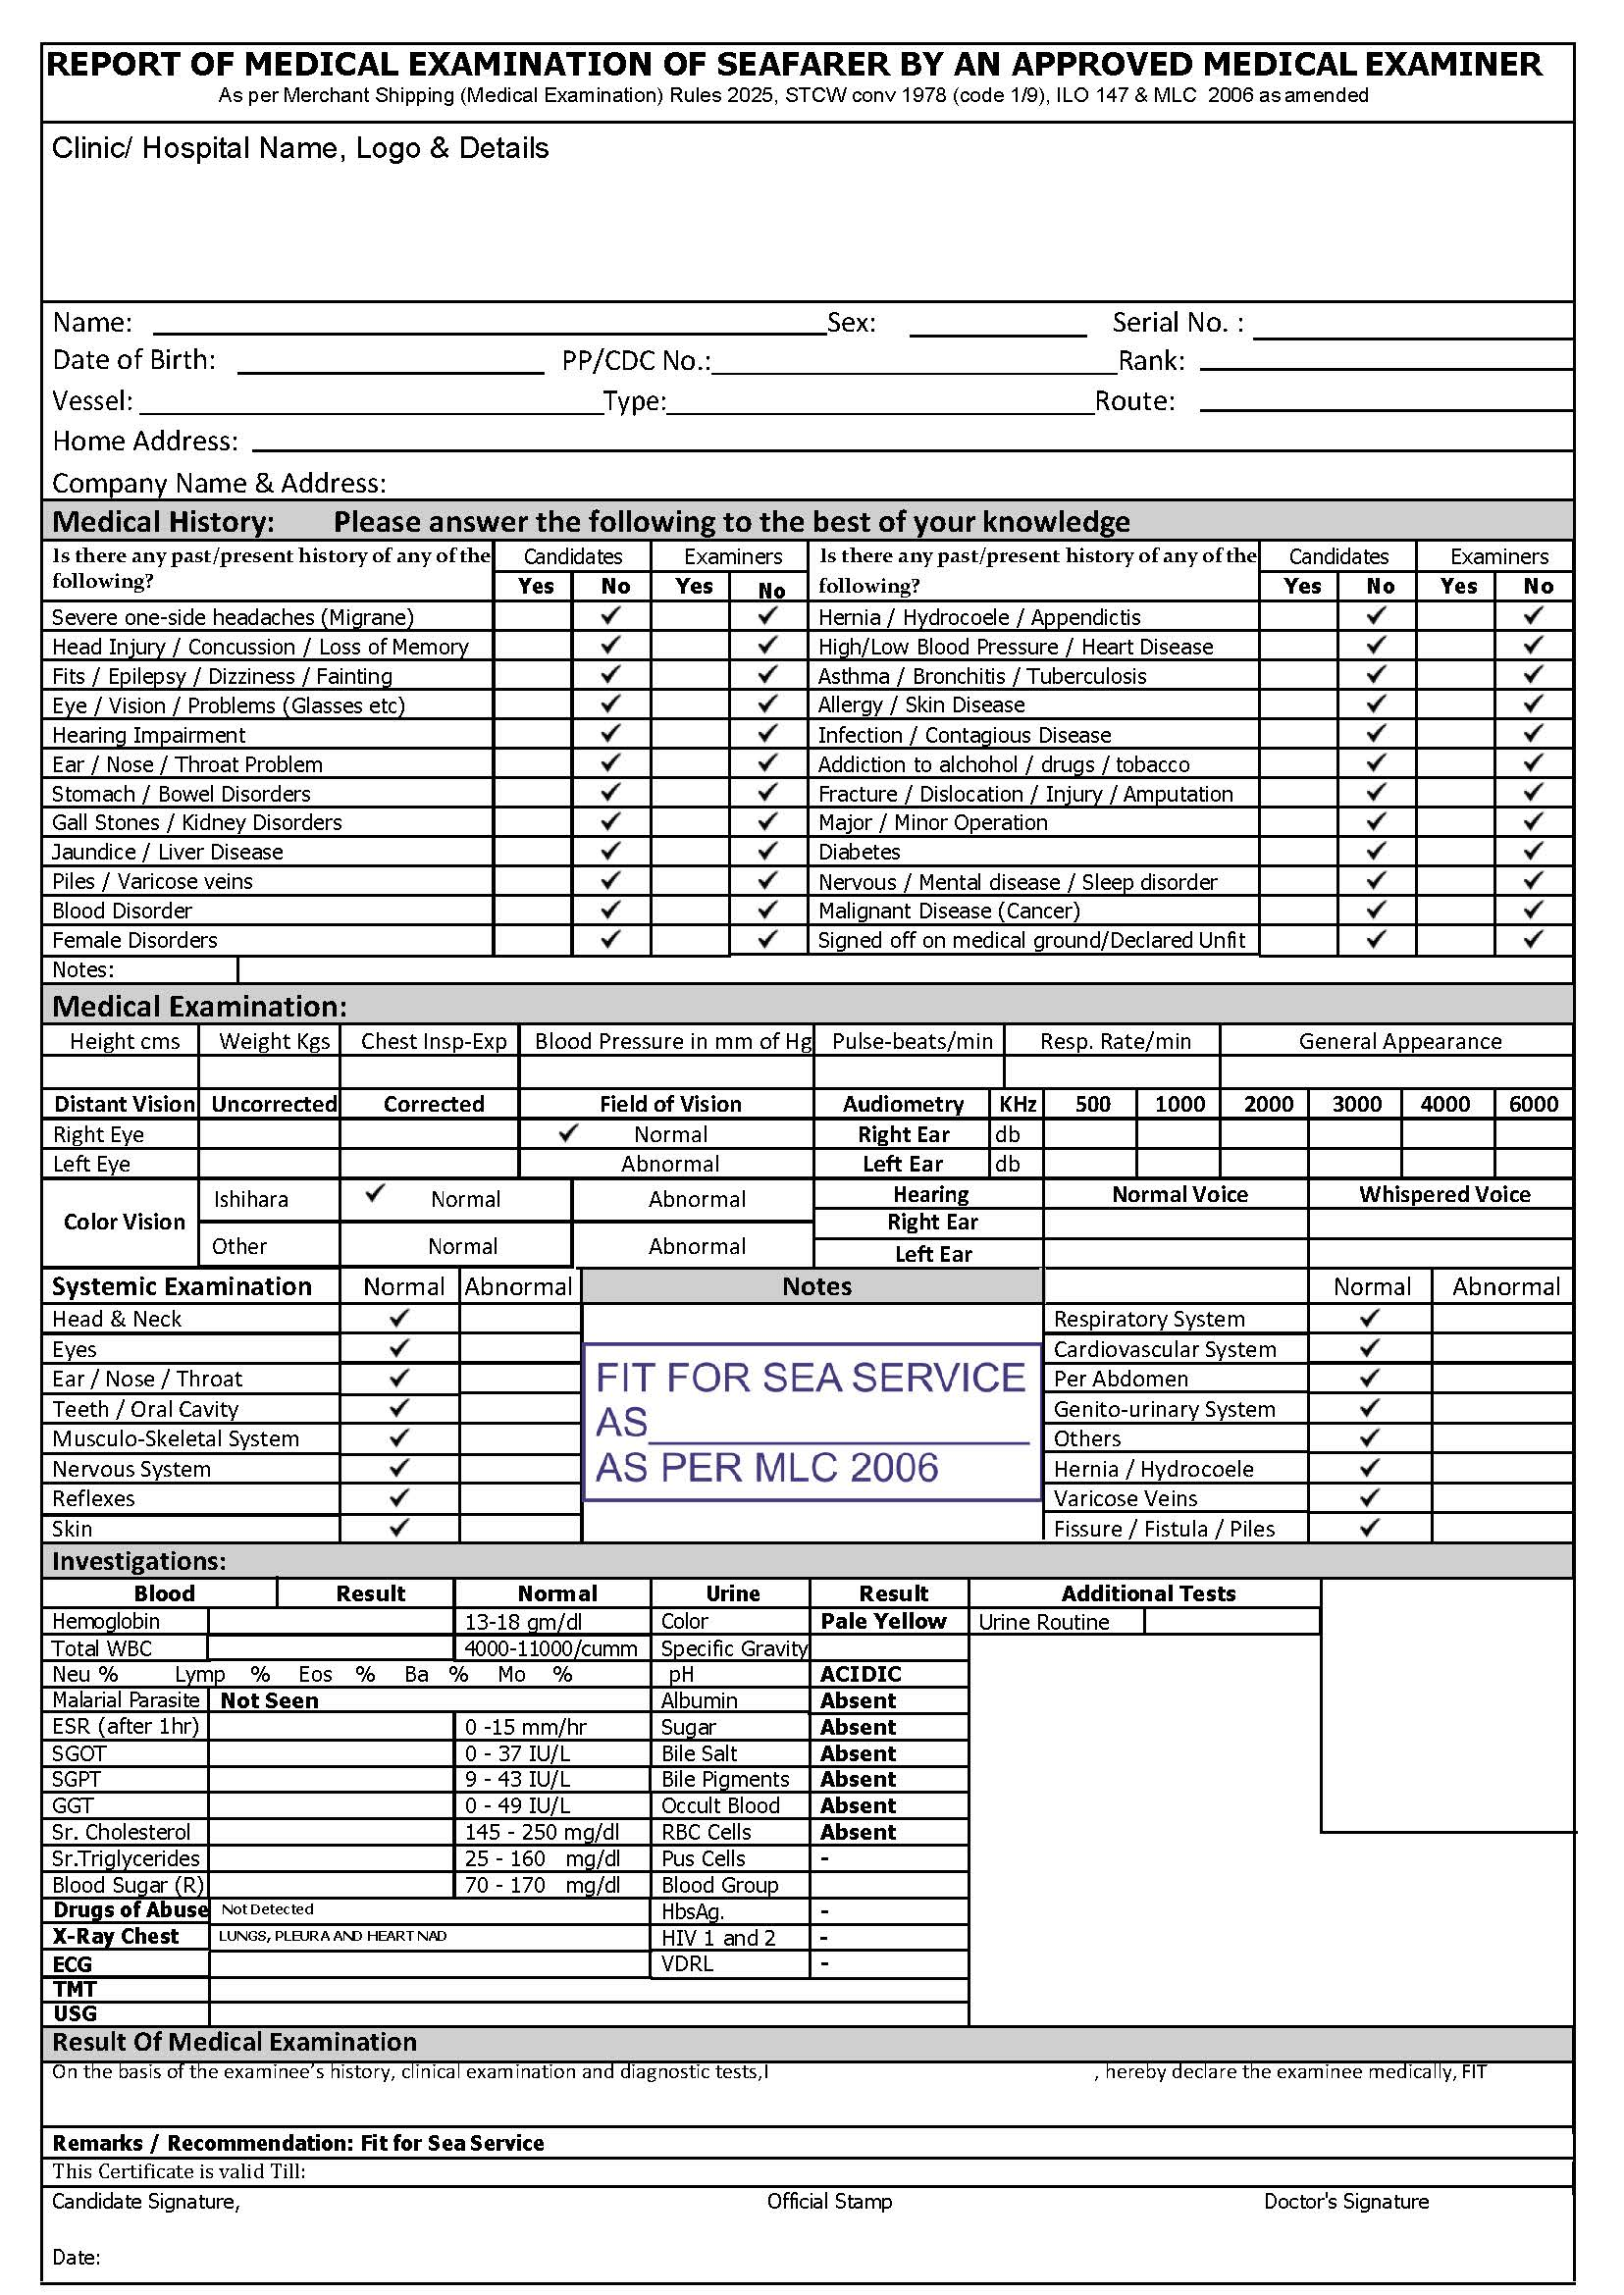 REPORT OF MEDICAL EXAMINATION OF SEAFARER BY AN APPROVED MEDICAL EXAMINER
As per Merchant Shipping (Medical Examination) Rules 2025, STCW conv 1978 (code 1/9), ILO 147 & MLC 2006 as amended
Clinic/ Hospital Name, Logo & Details
Name: Sex: Serial No. :
Date of Birth: PP/CDC No.: Rank:
Vessel: Type: Route:
Home Address:
Company Name & Address:
Medical History: Please answer the following to the best of your knowledge
Is there any past/present history of any of the following? Candidates Examiners Is there any past/present history of any of the following? Candidates Examiners
Yes No Yes No Yes No Yes No
Severe one-side headaches (Migrane) ✓ ✓ Hernia / Hydrocoele / Appendictis ✓ ✓
Head Injury / Concussion / Loss of Memory ✓ ✓ High/Low Blood Pressure / Heart Disease ✓ ✓
Fits / Epilepsy / Dizziness / Fainting ✓ ✓ Asthma / Bronchitis / Tuberculosis ✓ ✓
Eye / Vision / Problems (Glasses etc) ✓ ✓ Allergy / Skin Disease ✓ ✓
Hearing Impairment ✓ ✓ Infection / Contagious Disease ✓ ✓
Ear / Nose / Throat Problem ✓ ✓ Addiction to alchohol / drugs / tobacco ✓ ✓
Stomach / Bowel Disorders ✓ ✓ Fracture / Dislocation / Injury / Amputation ✓ ✓
Gall Stones / Kidney Disorders ✓ ✓ Major / Minor Operation ✓ ✓
Jaundice / Liver Disease ✓ ✓ Diabetes ✓ ✓
Piles / Varicose veins ✓ ✓ Nervous / Mental disease / Sleep disorder ✓ ✓
Blood Disorder ✓ ✓ Malignant Disease (Cancer) ✓ ✓
Female Disorders ✓ ✓ Signed off on medical ground/Declared Unfit ✓ ✓
Notes:
Medical Examination:
Height cms Weight Kgs Chest Insp-Exp Blood Pressure in mm of Hg Pulse-beats/min Resp. Rate/min General Appearance
Distant Vision Uncorrected Corrected Field of Vision Audiometry KHz 500 1000 2000 3000 4000 6000
Right Eye ✓ Normal Right Ear db
Left Eye Abnormal Left Ear db
Color Vision Ishihara ✓ Normal Abnormal Hearing Normal Voice Whispered Voice
Right Ear
Other Normal Abnormal Left Ear
Systemic Examination Normal Abnormal Notes Normal Abnormal
Head & Neck ✓ Respiratory System ✓
Eyes ✓ Cardiovascular System ✓
Ear / Nose / Throat ✓ FIT FOR SEA SERVICE Per Abdomen ✓
Teeth / Oral Cavity ✓ AS Genito-urinary System ✓
Musculo-Skeletal System ✓ Others ✓
Nervous System ✓ AS PER MLC 2006 Hernia / Hydrocoele ✓
Reflexes ✓ Varicose Veins ✓
Skin ✓ Fissure / Fistula / Piles ✓
Investigations:
Blood Result Normal Urine Result Additional Tests
Hemoglobin 13-18 gm/dl Color Pale Yellow Urine Routine
Total WBC 4000-11000/cumm Specific Gravity
Neu % Lymp % Eos % Ba % Mo % pH ACIDIC
Malarial Parasite Not Seen Albumin Absent
ESR (after 1hr) 0 -15 mm/hr Sugar Absent
SGOT 0 - 37 IU/L Bile Salt Absent
SGPT 9 - 43 IU/L Bile Pigments Absent
GGT 0 - 49 IU/L Occult Blood Absent
Sr. Cholesterol 145 - 250 mg/dl RBC Cells Absent
Sr.Triglycerides 25 - 160 mg/dl Pus Cells -
Blood Sugar (R) 70 - 170 mg/dl Blood Group
Drugs of Abuse Not Detected HbsAg. -
X-Ray Chest LUNGS, PLEURA AND HEART NAD HIV 1 and 2 -
ECG VDRL -
TMT
USG
Result Of Medical Examination
On the basis of the examinee's history, clinical examination and diagnostic tests,I , hereby declare the examinee medically, FIT
Remarks / Recommendation: Fit for Sea Service
This Certificate is valid Till:
Candidate Signature, Official Stamp Doctor's Signature
Date: